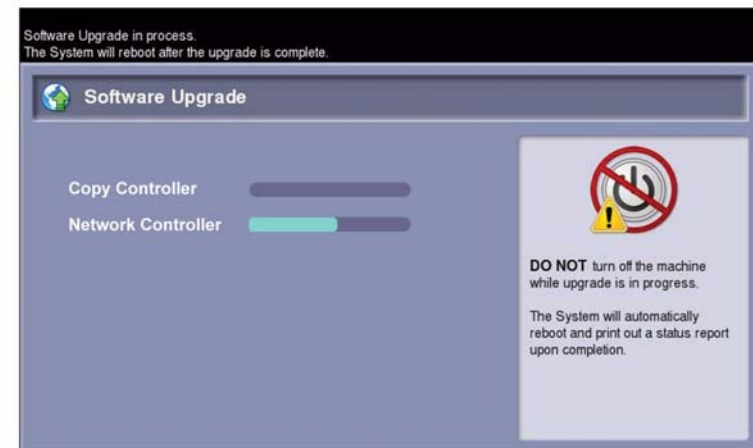 Software Upgrade in process.
The System will reboot after the upgrade is complete.
Software Upgrade
Copy Controller
Network Controller
DO NOT turn off the machine
while upgrade is in progress.
The System will automatically
reboot and print out a status report
upon completion.